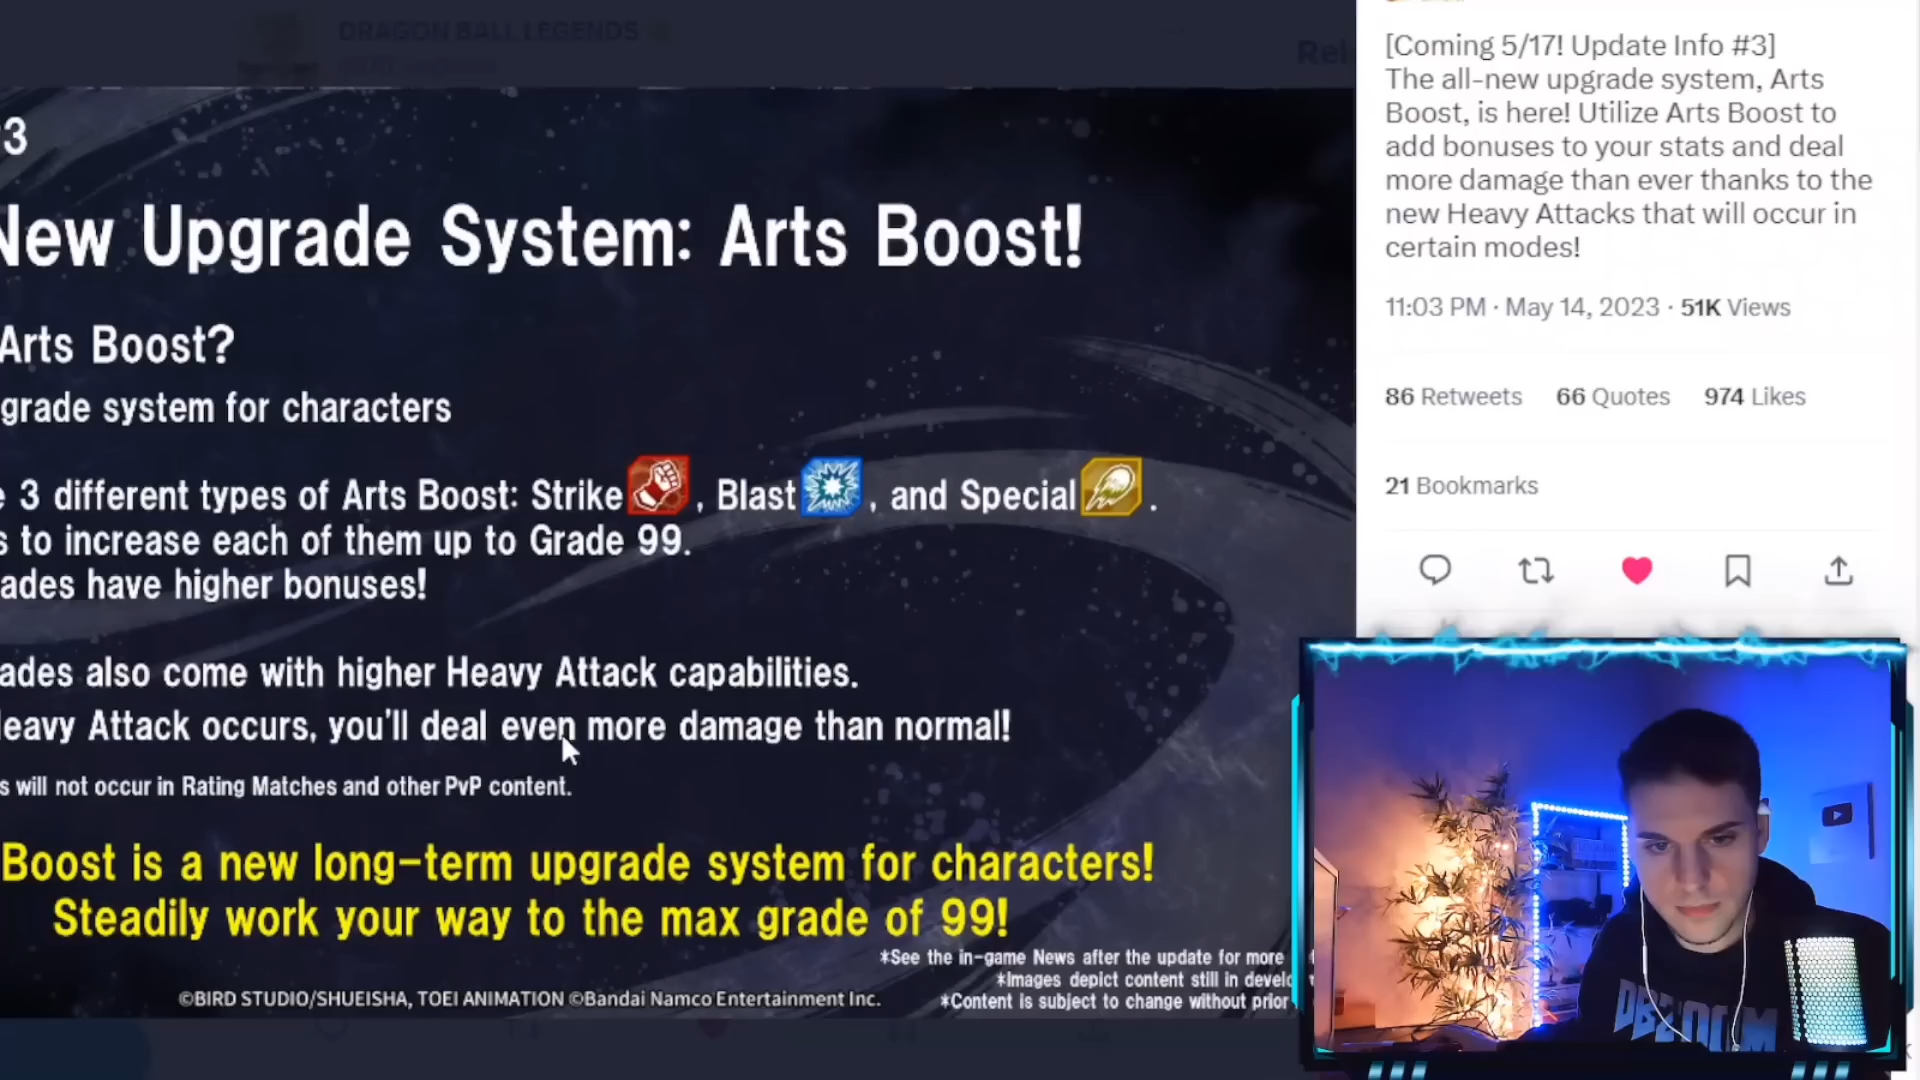 DRAGON BALL LEGENDS
Rel
3
New Upgrade System: Arts Boost!
Arts Boost?
grade system for characters
e 3 different types of Arts Boost: Strike , Blast , and Special .
s to increase each of them up to Grade 99.
ades have higher bonuses!
ades also come with higher Heavy Attack capabilities.
Heavy Attack occurs, you'll deal even more damage than normal!
s will not occur in Rating Matches and other PvP content.
Boost is a new long-term upgrade system for characters!
Steadily work your way to the max grade of 99!
*See the in-game News after the update for more
*Images depict content still in develo
*Content is subject to change without prior
©BIRD STUDIO/SHUEISHA, TOEI ANIMATION ©Bandai Namco Entertainment Inc.
[Coming 5/17! Update Info #3]
The all-new upgrade system, Arts
Boost, is here! Utilize Arts Boost to
add bonuses to your stats and deal
more damage than ever thanks to the
new Heavy Attacks that will occur in
certain modes!
11:03 PM · May 14, 2023 · 51K Views
86 Retweets 66 Quotes 974 Likes
21 Bookmarks